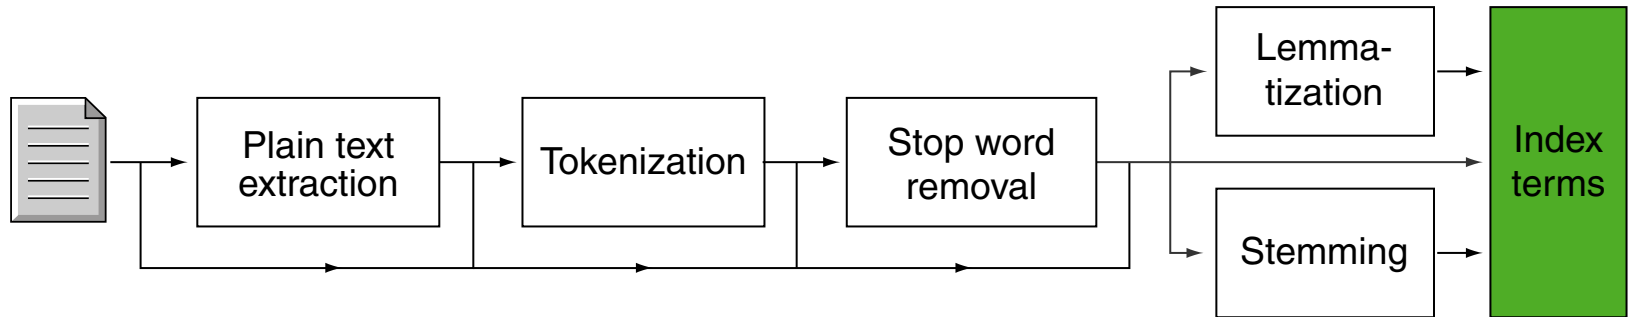 Plain text
extraction
Tokenization
Stop word
removal
Lemma-
tization
Stemming
Index
terms